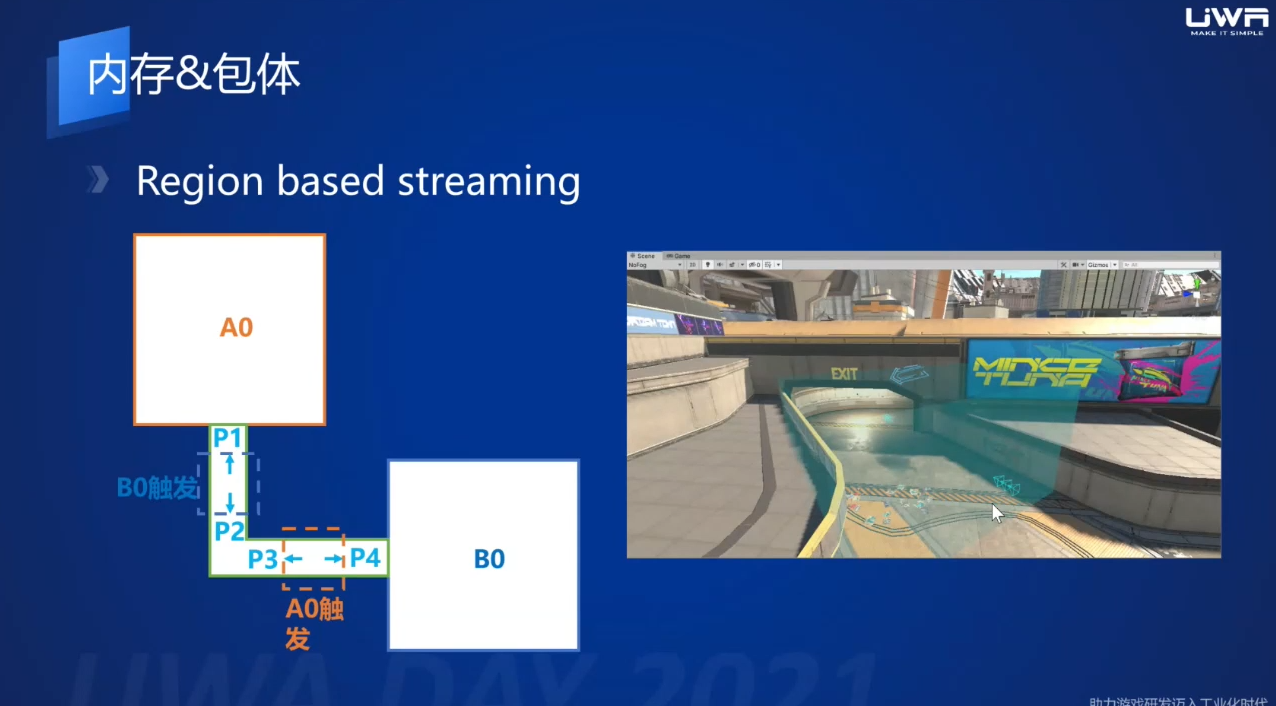 UWA
MAKE IT SIMPLE
内存&包体
Region based streaming
A0
P1
B0触发
P2
P3
P4
A0触
发
B0
Scene
Game
NoFog
2D
Gizmos
All
EXIT
UWA DAY 2021
助力游戏研发迈入工业化时代